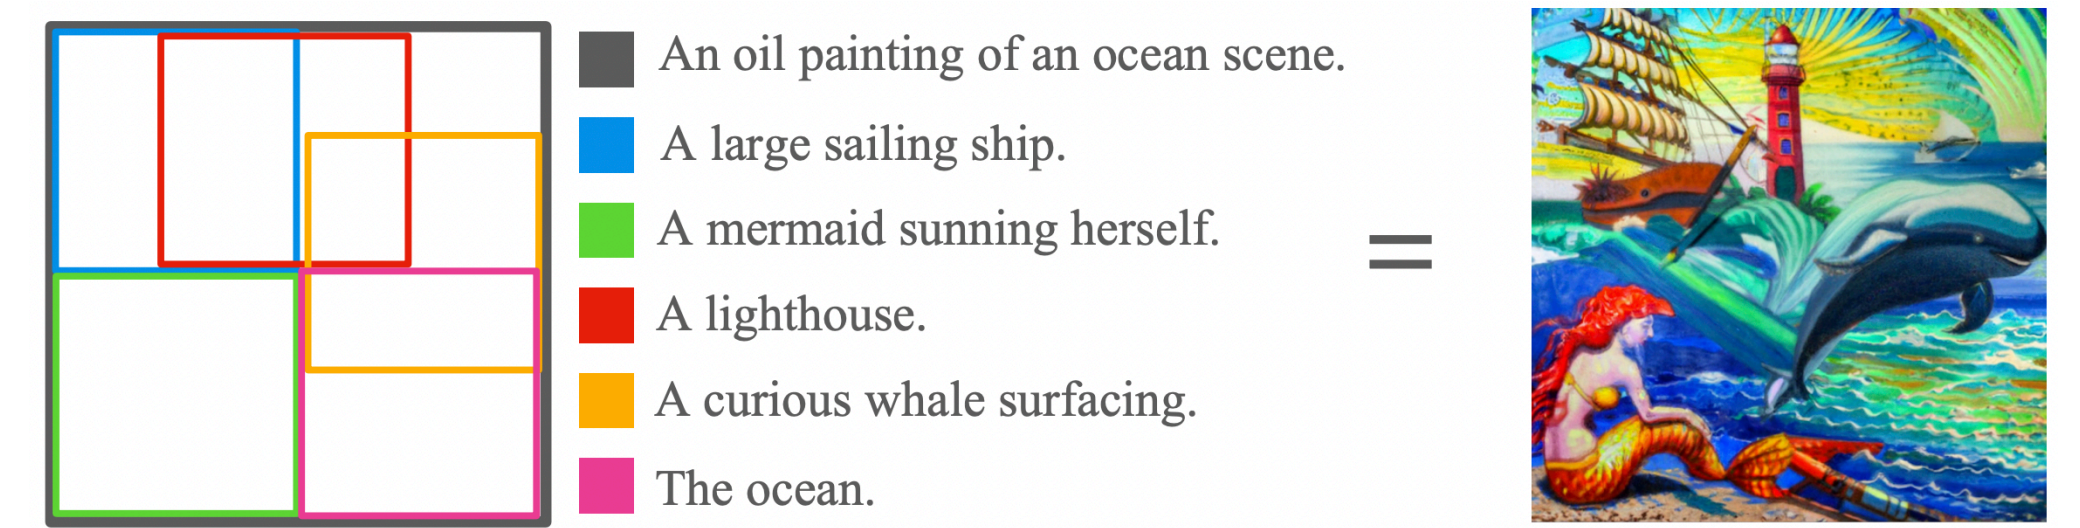 An oil painting of an ocean scene.
A large sailing ship.
A mermaid sunning herself.
A lighthouse.
A curious whale surfacing.
The ocean.
=